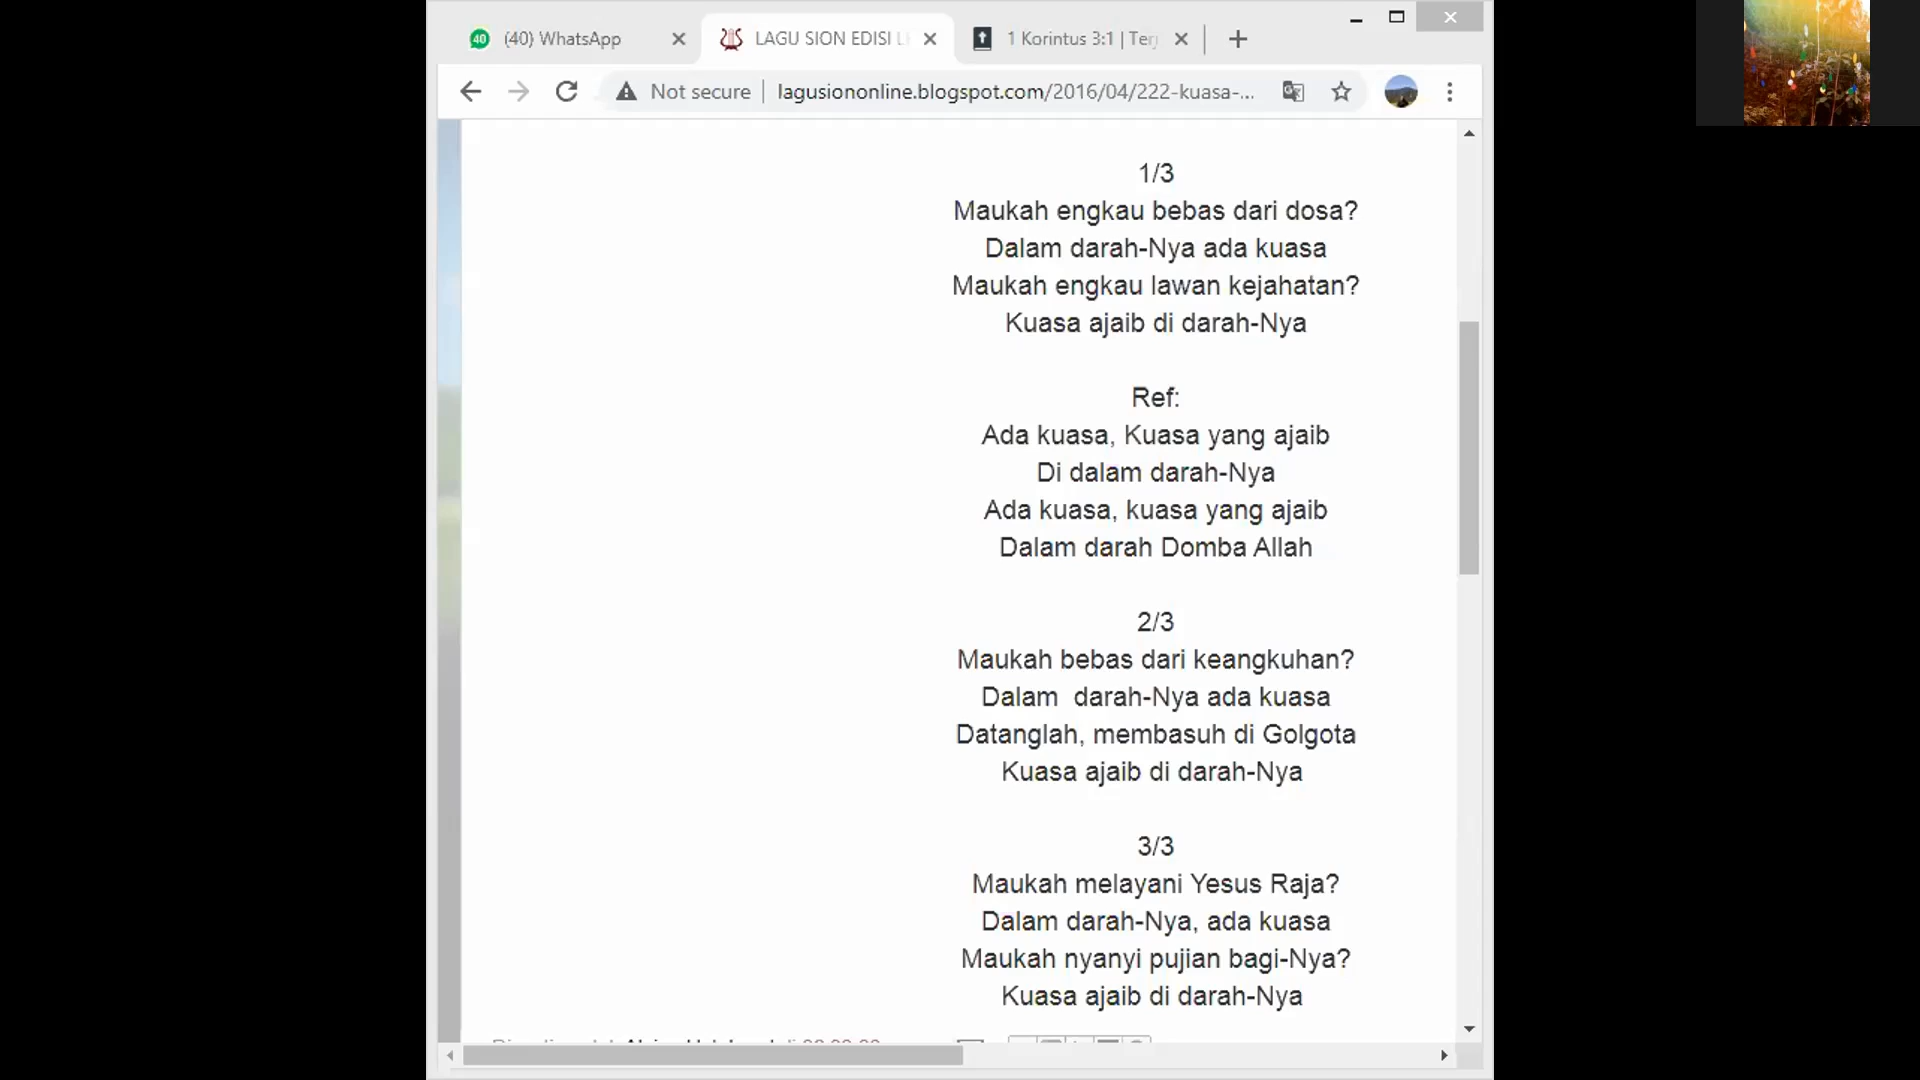 (40) WhatsApp
LAGU SION EDISI L
1 Korintus 3:1 | Ter
Not secure
lagusiononline.blogspot.com/2016/04/222-kuasa-...
1/3
Maukah engkau bebas dari dosa?
Dalam darah-Nya ada kuasa
Maukah engkau lawan kejahatan?
Kuasa ajaib di darah-Nya
Ref:
Ada kuasa, Kuasa yang ajaib
Di dalam darah-Nya
Ada kuasa, kuasa yang ajaib
Dalam darah Domba Allah
2/3
Maukah bebas dari keangkuhan?
Dalam  darah-Nya ada kuasa
Datanglah, membasuh di Golgota
Kuasa ajaib di darah-Nya
3/3
Maukah melayani Yesus Raja?
Dalam darah-Nya, ada kuasa
Maukah nyanyi pujian bagi-Nya?
Kuasa ajaib di darah-Nya